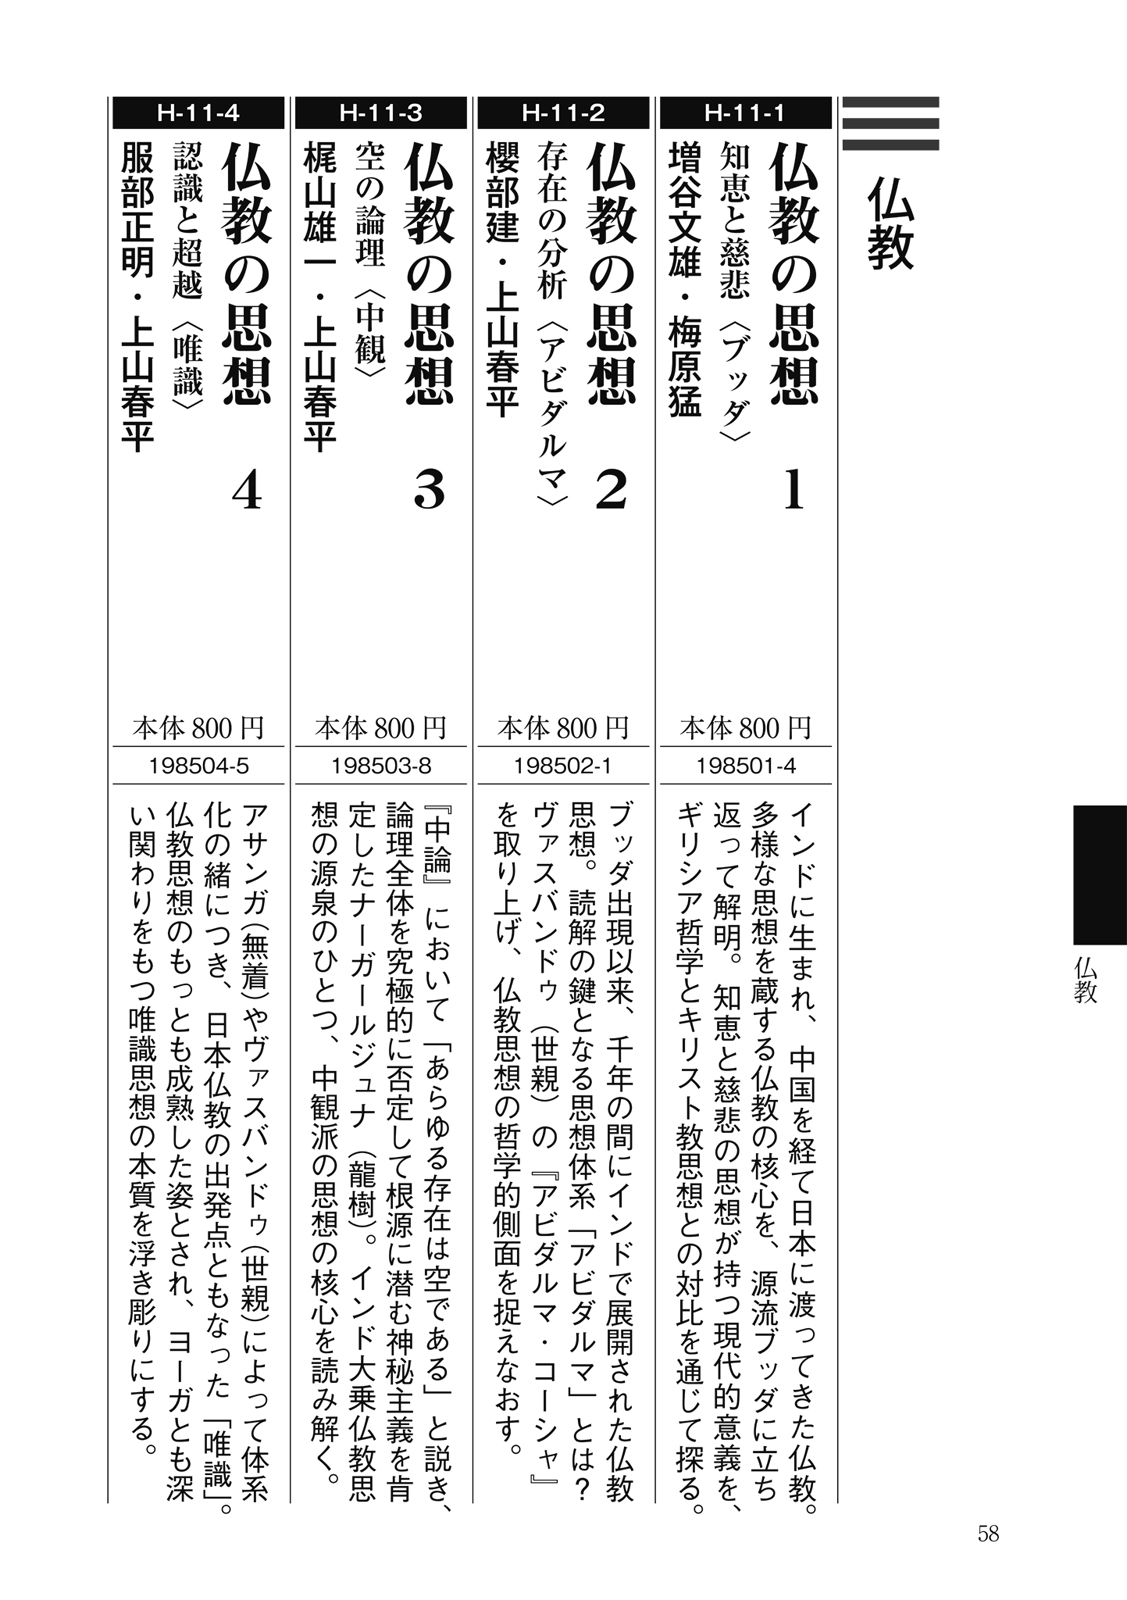 仏教
H-11-1
仏教の思想 1
知恵と慈悲〈ブッダ〉
増谷文雄・梅原猛
本体 800 円
198501-4
インドに生まれ、中国を経て日本に渡ってきた仏教。
多様な思想を蔵する仏教の核心を、源流ブッダに立ち
返って解明。知恵と慈悲の思想が持つ現代的意義を、
ギリシア哲学とキリスト教思想との対比を通じて探る。
H-11-2
仏教の思想 2
存在の分析〈アビダルマ〉
櫻部建・上山春平
本体 800 円
198502-1
ブッダ出現以来、千年の間にインドで展開された仏教
思想。読解の鍵となる思想体系「アビダルマ」とは？
ヴァスバンドゥ（世親）の『アビダルマ・コーシャ』
を取り上げ、仏教思想の哲学的側面を捉えなおす。
H-11-3
仏教の思想 3
空の論理〈中観〉
梶山雄一・上山春平
本体 800 円
198503-8
『中論』において「あらゆる存在は空である」と説き、
論理全体を究極的に否定して根源に潜む神秘主義を肯
定したナーガールジュナ（龍樹）。インド大乗仏教思
想の源泉のひとつ、中観派の思想の核心を読み解く。
H-11-4
仏教の思想 4
認識と超越〈唯識〉
服部正明・上山春平
本体 800 円
198504-5
アサンガ（無着）やヴァスバンドゥ（世親）によって体系
化の緒につき、日本仏教の出発点ともなった「唯識」。
仏教思想のもっとも成熟した姿とされ、ヨーガとも深
い関わりをもつ唯識思想の本質を浮き彫りにする。
仏教
58